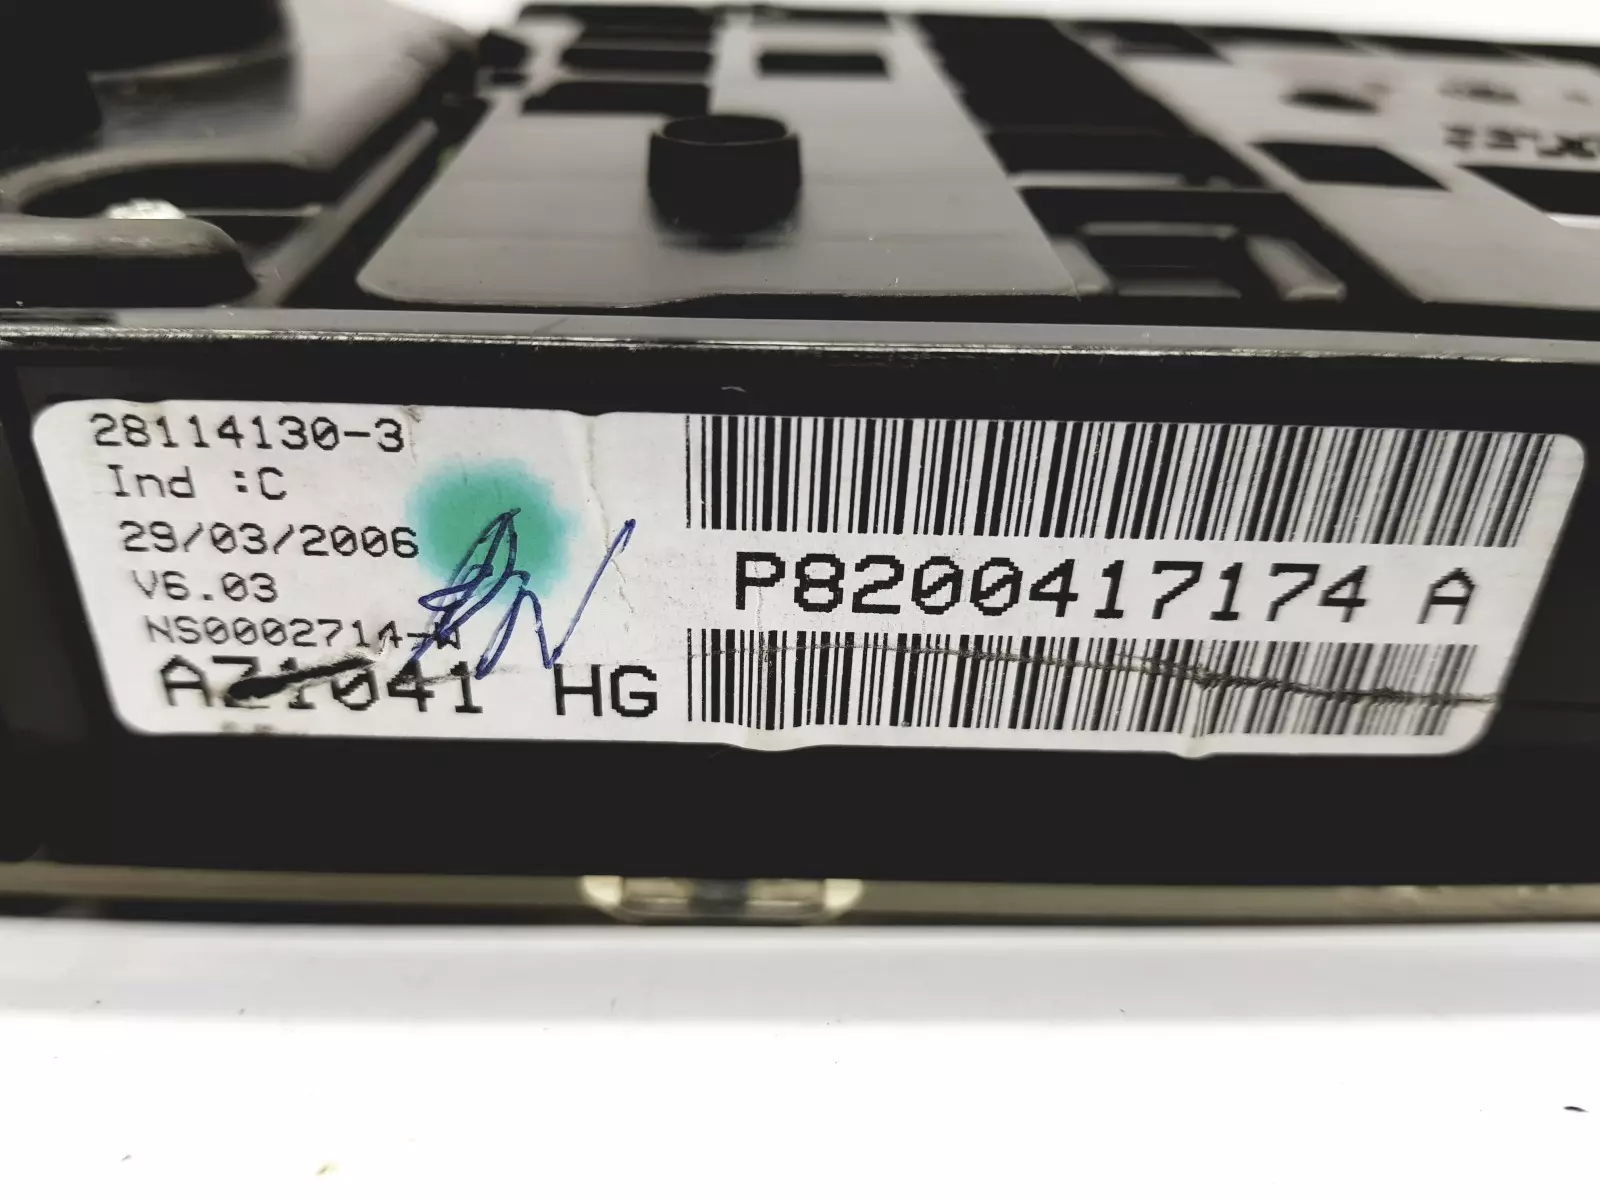 28114130-3
Ind :C
29/03/2006
V6.03
P8200417174 A
HG